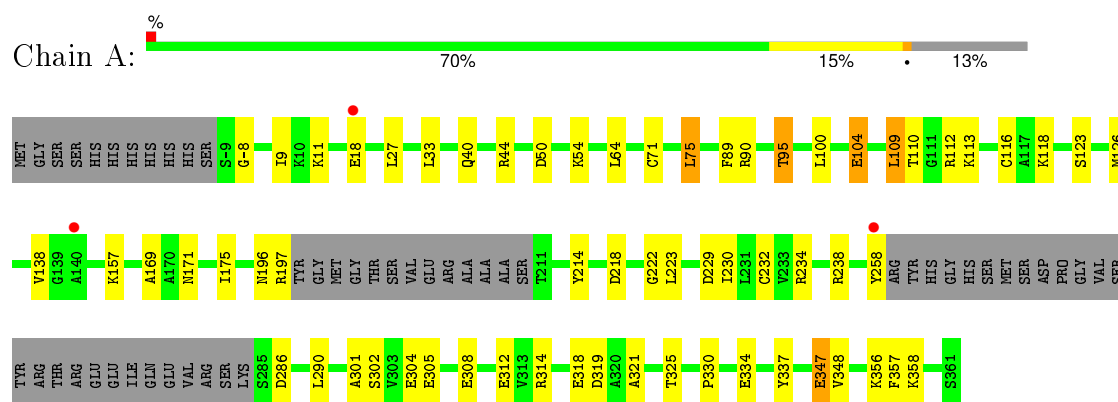 %
Chain A:
70% 15% • 13%
MET GLY SER SER HIS HIS HIS HIS HIS HIS SER S-9 G-8 I9 K10 K11 E18 L27 L33 Q40 R44 D50 K54 L64 C71 L75 F89 R90 T95 L100 E104 L109 T110 G111 R112 K113 C116 A117 K118 S123 M126
V138 G139 A140 K157 A169 A170 N171 I175 N196 R197 TYR GLY MET GLY THR SER VAL GLU ARG ALA ALA ALA SER T211 Y214 D218 G222 L223 D229 I230 L231 C232 V233 R234 R238 Y258 ARG TYR HIS GLY HIS SER MET SER ASP PRO GLY VAL SER
TYR ARG THR ARG GLU GLU ILE GLN GLU VAL ARG SER LYS S285 D286 L290 A301 S302 V303 E304 E305 E308 E312 V313 R314 E318 D319 A320 A321 T325 P330 E334 Y337 E347 V348 K356 F357 K358 S361